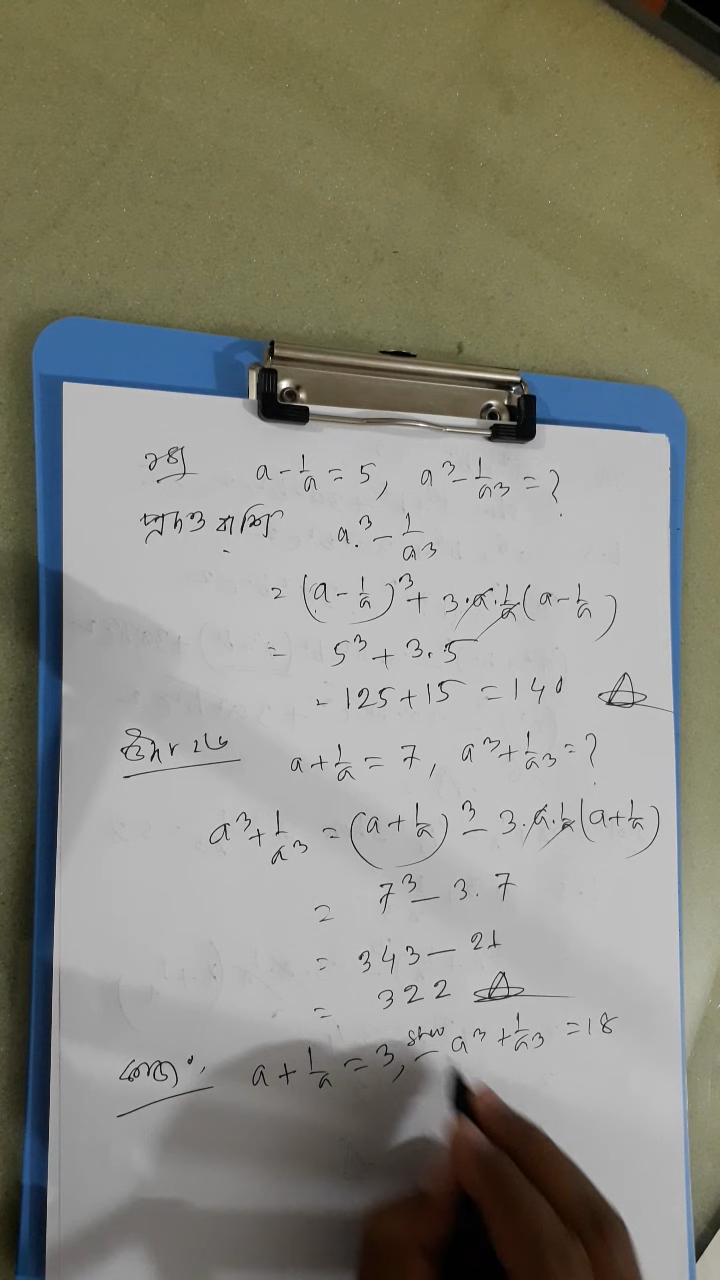 a - 1/a = 5, a³ - 1/a³ = ?
প্রদত্ত রাশি a³ - 1/a³
= (a - 1/a)³ + 3·a·1/a (a - 1/a)
= 5³ + 3.5
= 125 + 15 = 140
a + 1/a = 7, a³ + 1/a³ = ?
a³ + 1/a³ = (a + 1/a)³ - 3·a·1/a (a + 1/a)
= 7³ - 3.7
= 343 - 21
= 322
a + 1/a = 3, show a³ + 1/a³ = 18